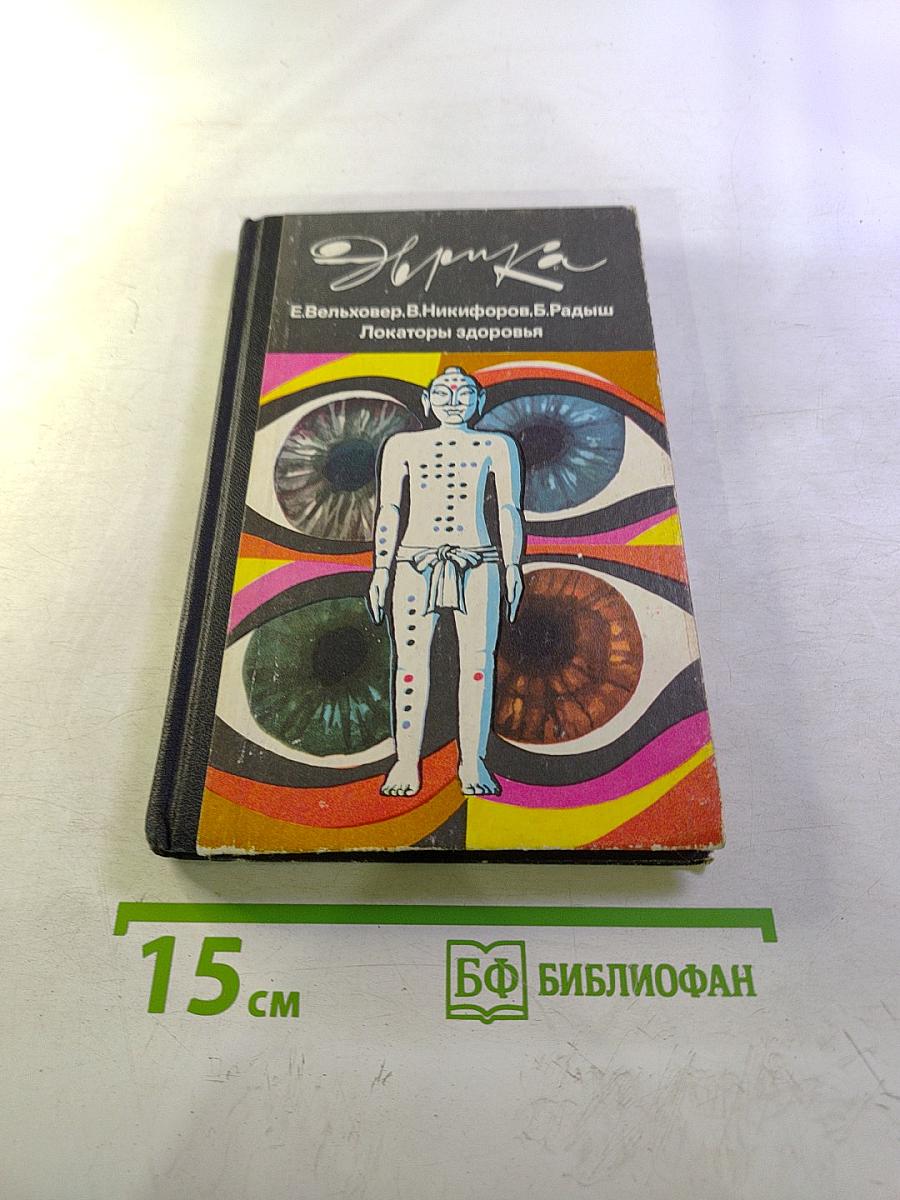 Эврика
Е.Вельховер,В.Никифоров,Б.Радыш
Локаторы здоровья
15 см
БФ БИБЛИОФАН